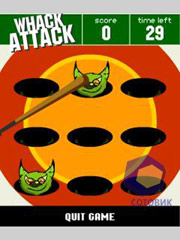 WHACK
ATTACK
score
0
time left
29
СОТОВИК
QUIT GAME